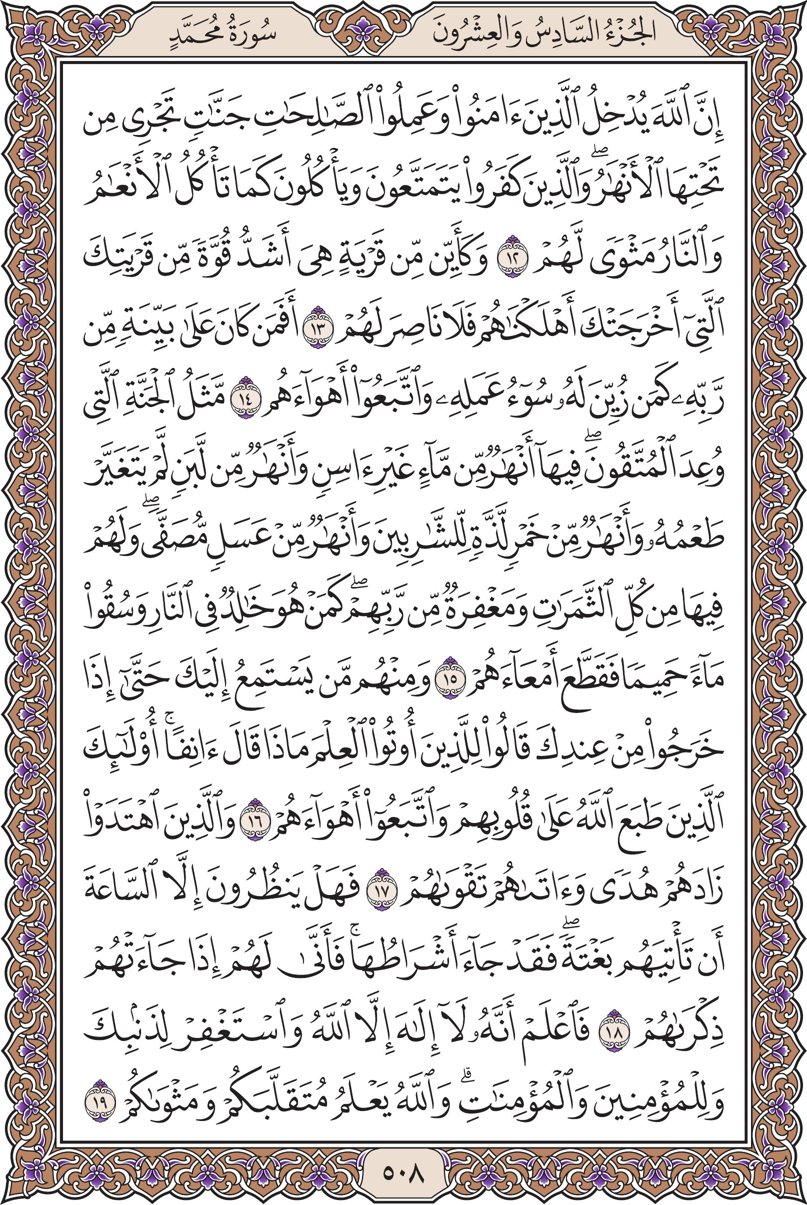 الجُزْءُ السَّادِسُ وَالعِشْرُونَ
سُورَةُ مُحَمَّدٍ
إِنَّ ٱللَّهَ يُدْخِلُ ٱلَّذِينَ ءَامَنُوا۟ وَعَمِلُوا۟ ٱلصَّـٰلِحَـٰتِ جَنَّـٰتٍ تَجْرِى مِن
تَحْتِهَا ٱلْأَنْهَـٰرُ ۖ وَٱلَّذِينَ كَفَرُوا۟ يَتَمَتَّعُونَ وَيَأْكُلُونَ كَمَا تَأْكُلُ ٱلْأَنْعَـٰمُ
وَٱلنَّارُ مَثْوًى لَّهُمْ ١٢ وَكَأَيِّن مِّن قَرْيَةٍ هِىَ أَشَدُّ قُوَّةً مِّن قَرْيَتِكَ
ٱلَّتِىٓ أَخْرَجَتْكَ أَهْلَكْنَـٰهُمْ فَلَا نَاصِرَ لَهُمْ ١٣ أَفَمَن كَانَ عَلَىٰ بَيِّنَةٍ مِّن
رَّبِّهِۦ كَمَن زُيِّنَ لَهُۥ سُوٓءُ عَمَلِهِۦ وَٱتَّبَعُوٓا۟ أَهْوَآءَهُم ١٤ مَّثَلُ ٱلْجَنَّةِ ٱلَّتِى
وُعِدَ ٱلْمُتَّقُونَ ۖ فِيهَآ أَنْهَـٰرٌ مِّن مَّآءٍ غَيْرِ ءَاسِنٍ وَأَنْهَـٰرٌ مِّن لَّبَنٍ لَّمْ يَتَغَيَّرْ
طَعْمُهُۥ وَأَنْهَـٰرٌ مِّنْ خَمْرٍ لَّذَّةٍ لِّلشَّـٰرِبِينَ وَأَنْهَـٰرٌ مِّنْ عَسَلٍ مُّصَفًّى ۖ وَلَهُمْ
فِيهَا مِن كُلِّ ٱلثَّمَرَٰتِ وَمَغْفِرَةٌ مِّن رَّبِّهِمْ ۖ كَمَنْ هُوَ خَـٰلِدٌ فِى ٱلنَّارِ وَسُقُوا۟
مَآءً حَمِيمًا فَقَطَّعَ أَمْعَآءَهُمْ ١٥ وَمِنْهُم مَّن يَسْتَمِعُ إِلَيْكَ حَتَّىٰٓ إِذَا
خَرَجُوا۟ مِنْ عِندِكَ قَالُوا۟ لِلَّذِينَ أُوتُوا۟ ٱلْعِلْمَ مَاذَا قَالَ ءَانِفًا ۚ أُو۟لَـٰٓئِكَ
ٱلَّذِينَ طَبَعَ ٱللَّهُ عَلَىٰ قُلُوبِهِمْ وَٱتَّبَعُوٓا۟ أَهْوَآءَهُمْ ١٦ وَٱلَّذِينَ ٱهْتَدَوْا۟
زَادَهُمْ هُدًى وَءَاتَىٰهُمْ تَقْوَىٰهُمْ ١٧ فَهَلْ يَنظُرُونَ إِلَّا ٱلسَّاعَةَ
أَن تَأْتِيَهُم بَغْتَةً ۖ فَقَدْ جَآءَ أَشْرَاطُهَا ۚ فَأَنَّىٰ لَهُمْ إِذَا جَآءَتْهُمْ
ذِكْرَىٰهُمْ ١٨ فَٱعْلَمْ أَنَّهُۥ لَآ إِلَـٰهَ إِلَّا ٱللَّهُ وَٱسْتَغْفِرْ لِذَنۢبِكَ
وَلِلْمُؤْمِنِينَ وَٱلْمُؤْمِنَـٰتِ ۗ وَٱللَّهُ يَعْلَمُ مُتَقَلَّبَكُمْ وَمَثْوَىٰكُمْ ١٩
٥٠٨